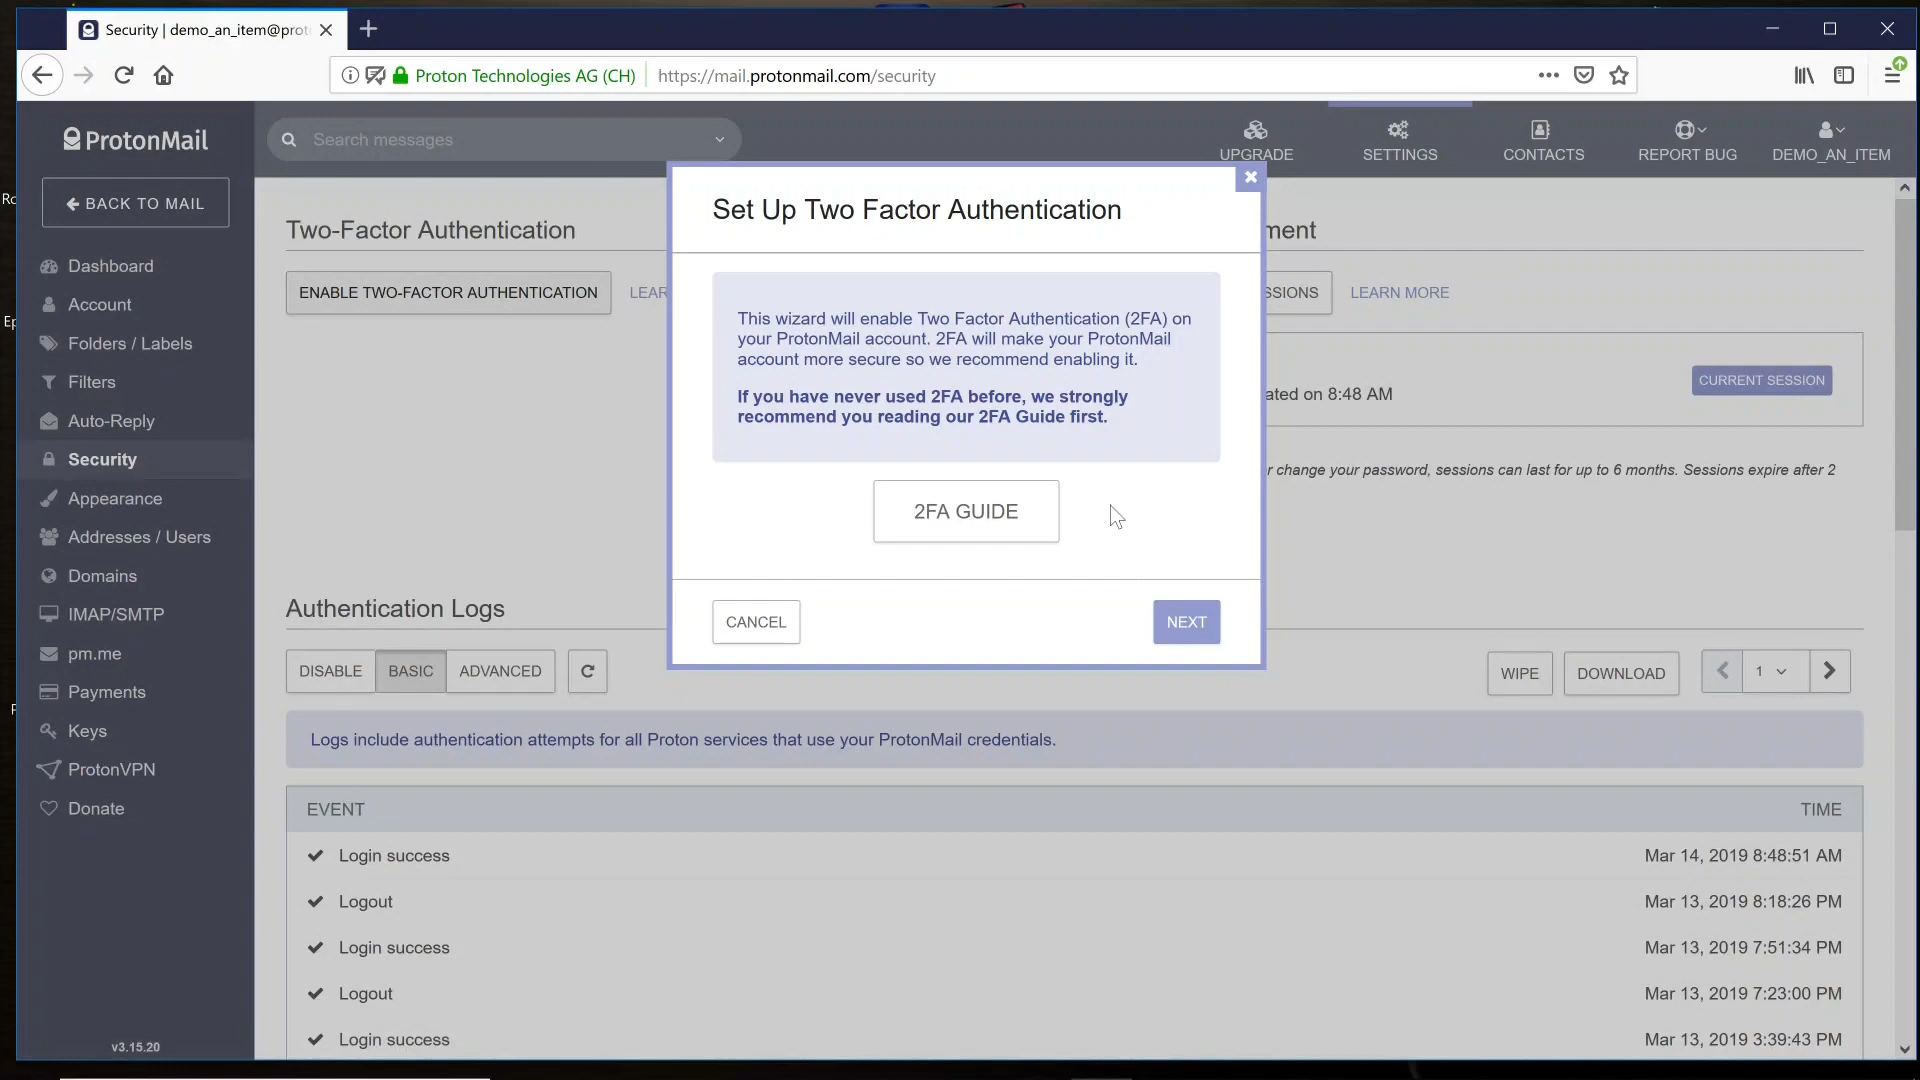 Security | demo_an_item@prot
Proton Technologies AG (CH)
https://mail.protonmail.com/security
ProtonMail
Search messages
UPGRADE
SETTINGS
CONTACTS
REPORT BUG
DEMO_AN_ITEM
BACK TO MAIL
Dashboard
Account
Folders / Labels
Filters
Auto-Reply
Security
Appearance
Addresses / Users
Domains
IMAP/SMTP
pm.me
Payments
Keys
ProtonVPN
Donate
v3.15.20
Two-Factor Authentication
ENABLE TWO-FACTOR AUTHENTICATION
LEAR
Set Up Two Factor Authentication
This wizard will enable Two Factor Authentication (2FA) on
your ProtonMail account. 2FA will make your ProtonMail
account more secure so we recommend enabling it.
If you have never used 2FA before, we strongly
recommend you reading our 2FA Guide first.
2FA GUIDE
CANCEL
NEXT
ment
SSIONS
LEARN MORE
ated on 8:48 AM
CURRENT SESSION
r change your password, sessions can last for up to 6 months. Sessions expire after 2
Authentication Logs
DISABLE
BASIC
ADVANCED
WIPE
DOWNLOAD
1
Logs include authentication attempts for all Proton services that use your ProtonMail credentials.
EVENT
TIME
Login success
Mar 14, 2019 8:48:51 AM
Logout
Mar 13, 2019 8:18:26 PM
Login success
Mar 13, 2019 7:51:34 PM
Logout
Mar 13, 2019 7:23:00 PM
Login success
Mar 13, 2019 3:39:43 PM